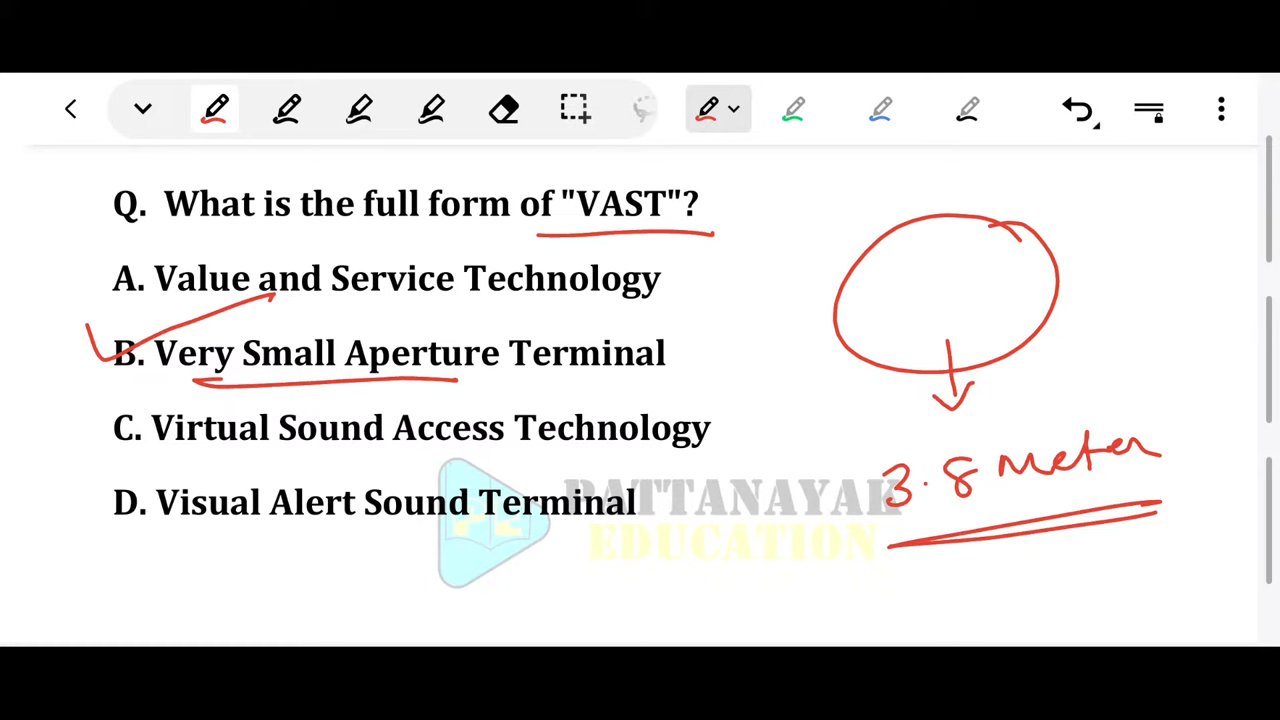 Q. What is the full form of "VAST"?
A. Value and Service Technology
B. Very Small Aperture Terminal
C. Virtual Sound Access Technology
D. Visual Alert Sound Terminal
3.8 meter
PATTANAYAK
EDUCATION